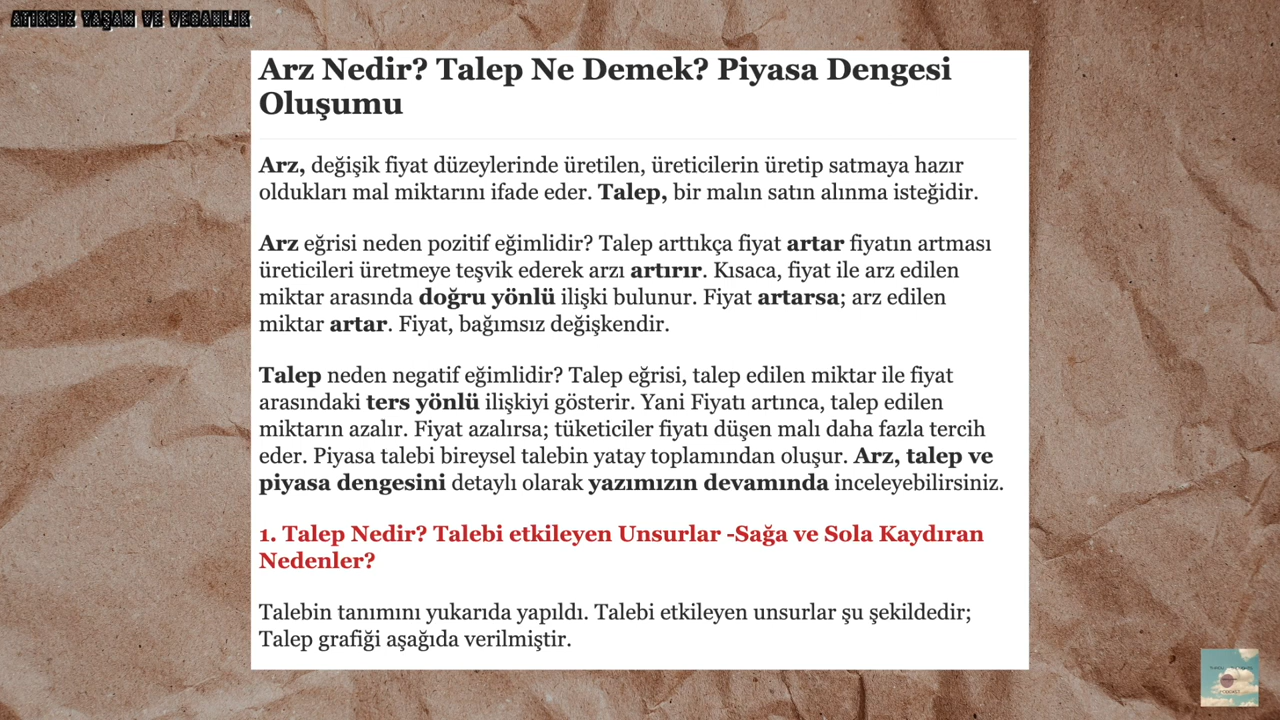 ATIKSIZ YAŞAM VE VEGANLIK
Arz Nedir? Talep Ne Demek? Piyasa Dengesi
Oluşumu
Arz, değişik fiyat düzeylerinde üretilen, üreticilerin üretip satmaya hazır
oldukları mal miktarını ifade eder. Talep, bir malın satın alınma isteğidir.
Arz eğrisi neden pozitif eğimlidir? Talep arttıkça fiyat artar fiyatın artması
üreticileri üretmeye teşvik ederek arzı artırır. Kısaca, fiyat ile arz edilen
miktar arasında doğru yönlü ilişki bulunur. Fiyat artarsa; arz edilen
miktar artar. Fiyat, bağımsız değişkendir.
Talep neden negatif eğimlidir? Talep eğrisi, talep edilen miktar ile fiyat
arasındaki ters yönlü ilişkiyi gösterir. Yani Fiyatı artınca, talep edilen
miktarın azalır. Fiyat azalırsa; tüketiciler fiyatı düşen malı daha fazla tercih
eder. Piyasa talebi bireysel talebin yatay toplamından oluşur. Arz, talep ve
piyasa dengesini detaylı olarak yazımızın devamında inceleyebilirsiniz.
1. Talep Nedir? Talebi etkileyen Unsurlar -Sağa ve Sola Kaydıran
Nedenler?
Talebin tanımını yukarıda yapıldı. Talebi etkileyen unsurlar şu şekildedir;
Talep grafiği aşağıda verilmiştir.